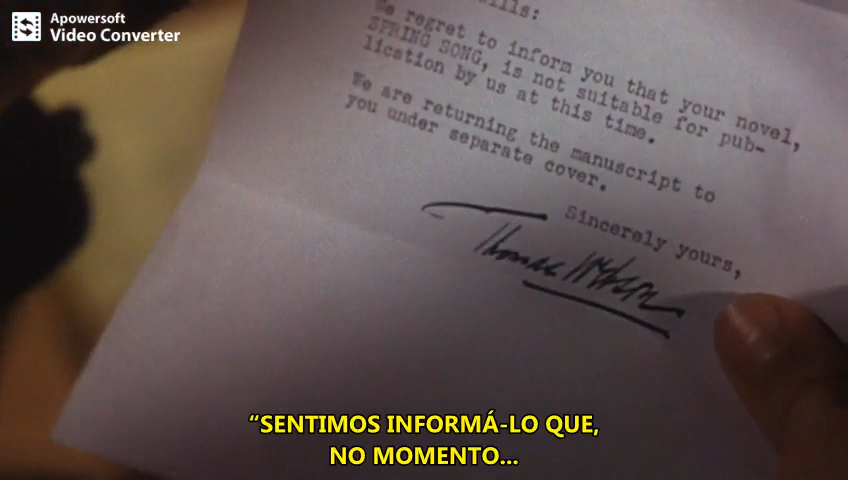 Apowersoft
Video Converter
ills:
We regret to inform you that your novel,
SPRING SONG, is not suitable for pub-
lication by us at this time.
We are returning the manuscript to
you under separate cover.
Sincerely yours,
Thomas
“SENTIMOS INFORMÁ-LO QUE,
NO MOMENTO...